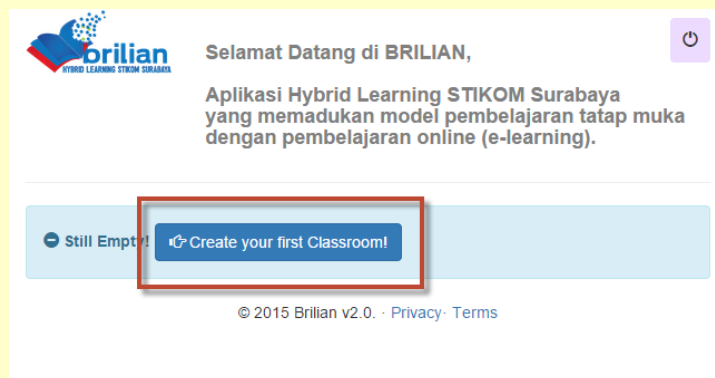 brilian
HYBRID LEARNING STIKOM SURABAYA
Selamat Datang di BRILIAN,
Aplikasi Hybrid Learning STIKOM Surabaya
yang memadukan model pembelajaran tatap muka
dengan pembelajaran online (e-learning).
Still Empty! Create your first Classroom!
© 2015 Brilian v2.0. · Privacy· Terms